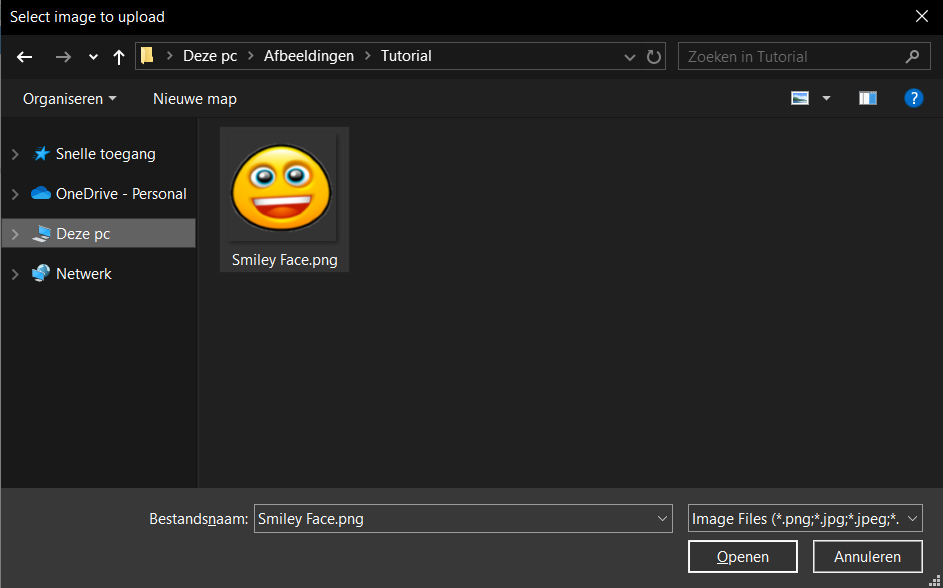 Select image to upload
Deze pc Afbeeldingen Tutorial
Zoeken in Tutorial
Organiseren Nieuwe map
?
Snelle toegang
OneDrive - Personal
Deze pc
Netwerk
Smiley Face.png
Bestandsnaam: Smiley Face.png
Image Files (*.png;*.jpg;*.jpeg;*.
Openen Annuleren